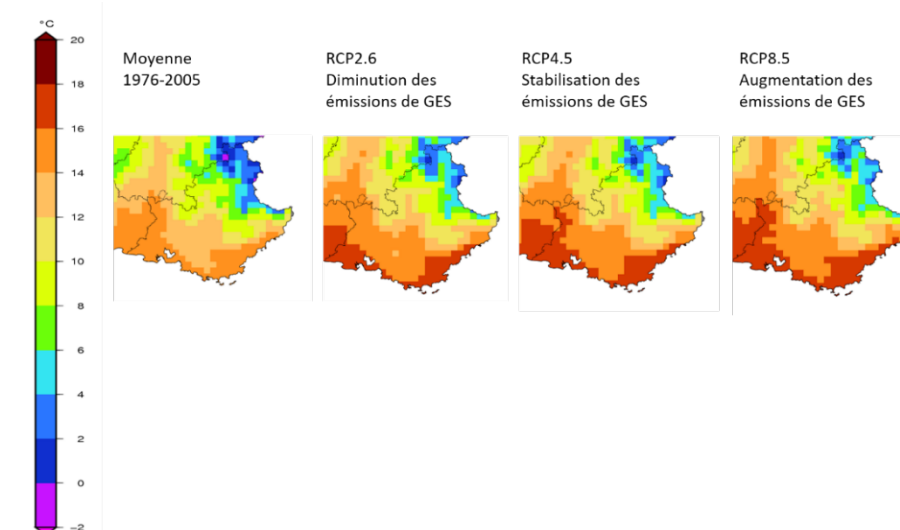 °C
20
18
16
14
12
10
8
6
4
2
0
-2
Moyenne
1976-2005
RCP2.6
Diminution des
émissions de GES
RCP4.5
Stabilisation des
émissions de GES
RCP8.5
Augmentation des
émissions de GES